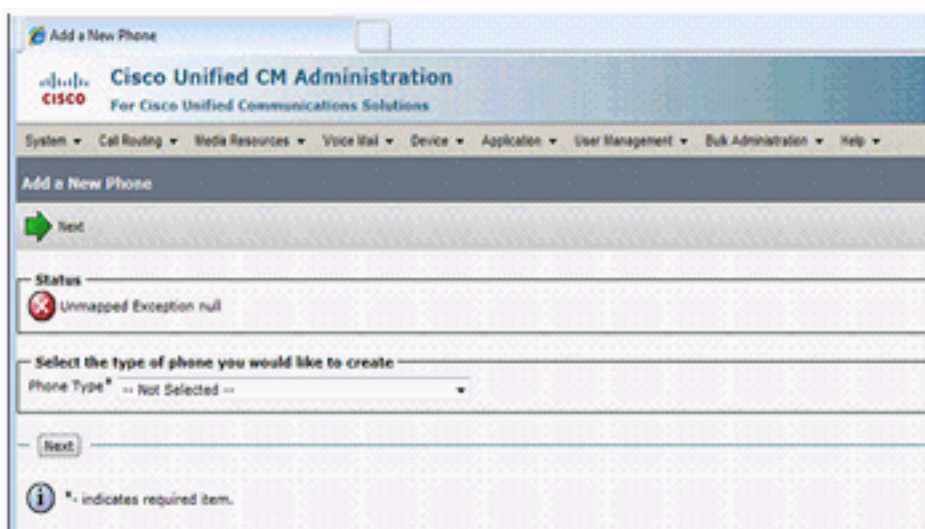 Add a New Phone
CISCO
Cisco Unified CM Administration
For Cisco Unified Communications Solutions
System Call Routing Media Resources Voice Mail Device Application User Management Bulk Administration Help
Add a New Phone
Next
Status
Unmapped Exception null
Select the type of phone you would like to create
Phone Type* -- Not Selected --
Next
*- indicates required item.